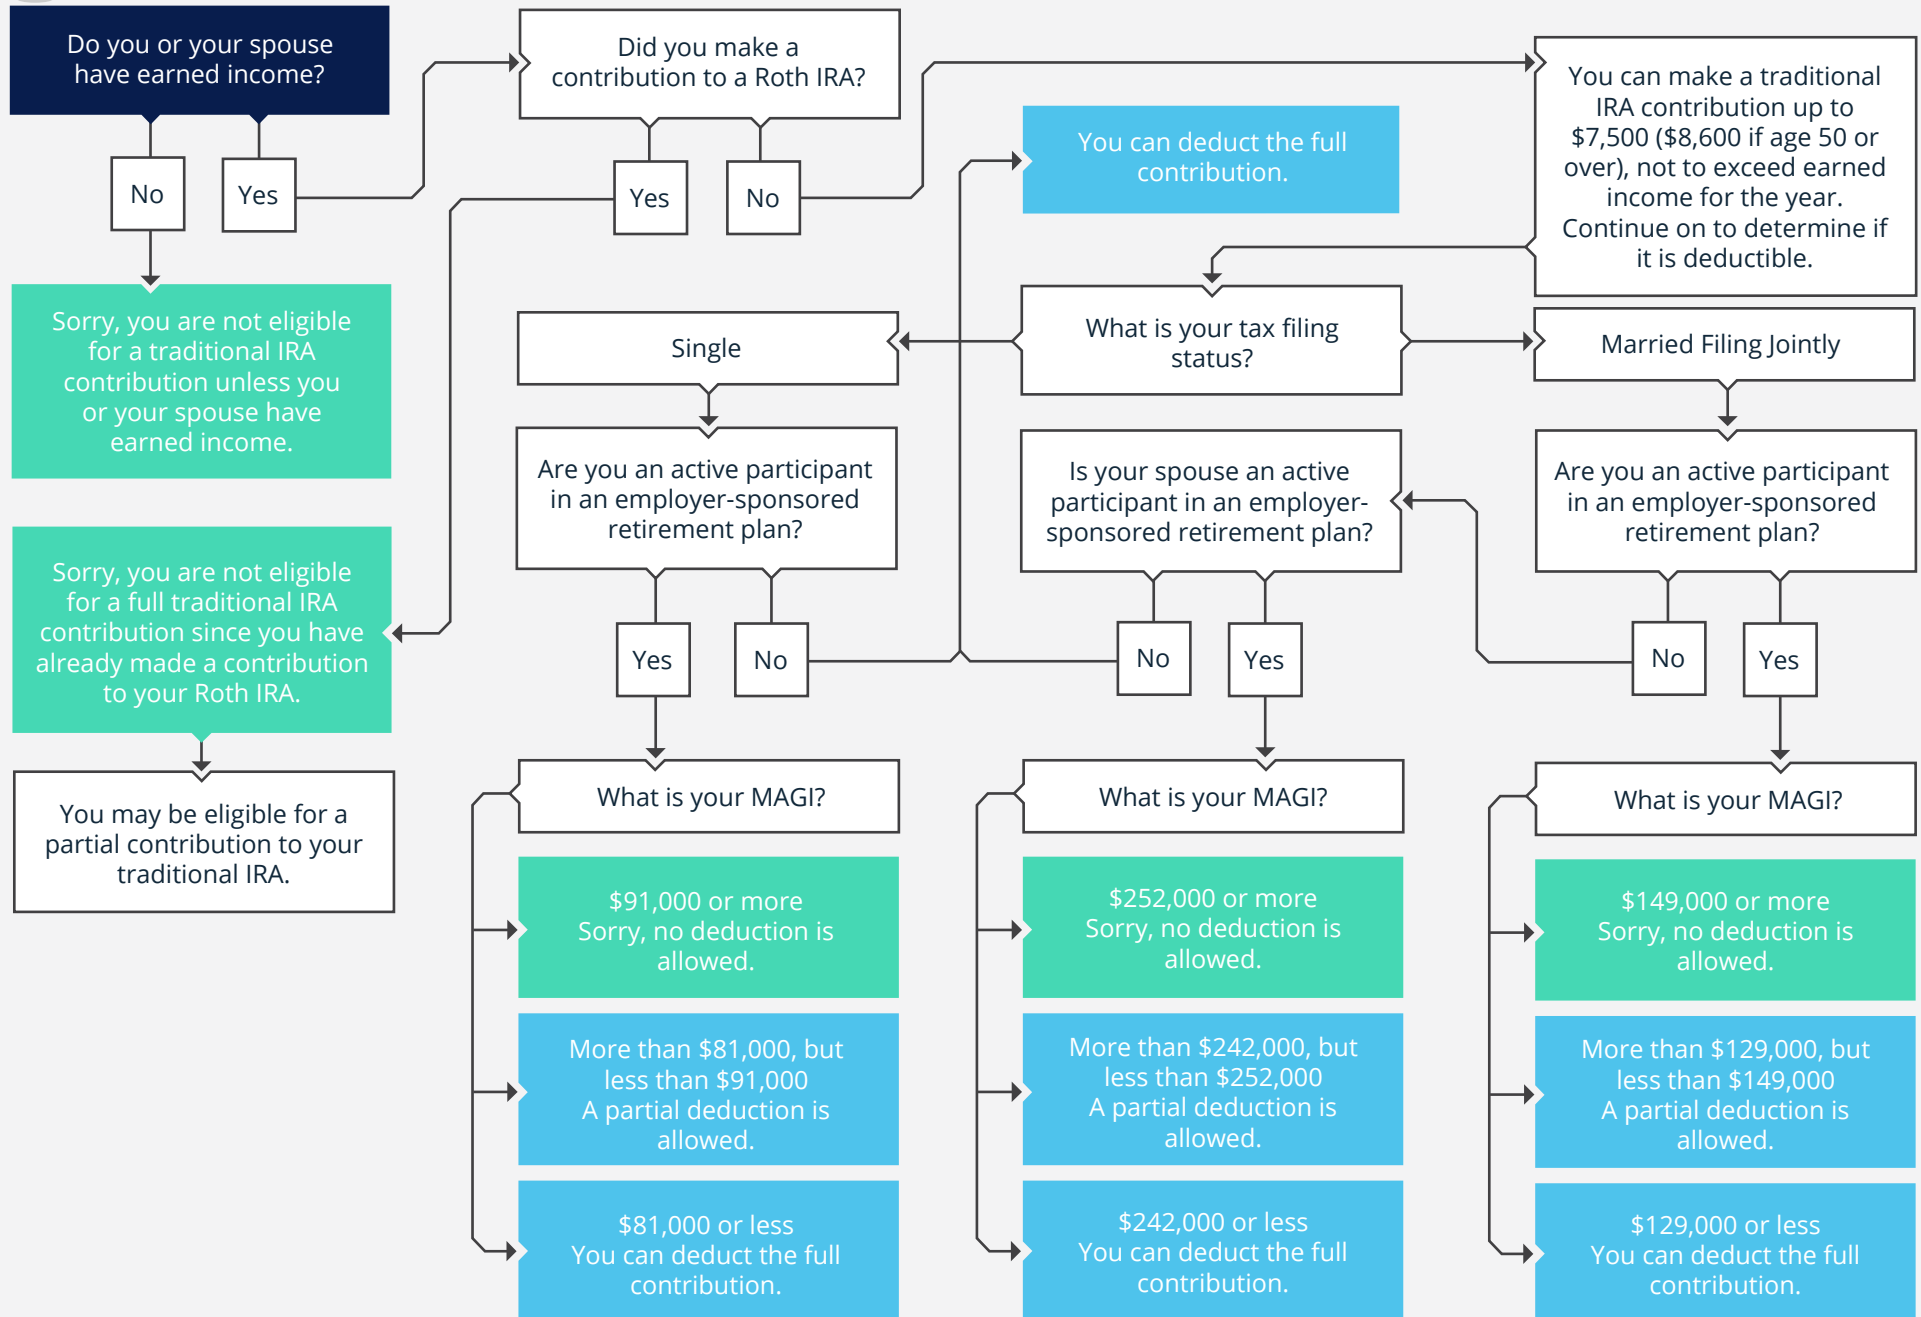 Do you or your spouse
have earned income?
No
Yes
Did you make a
contribution to a Roth IRA?
Yes
No
You can make a traditional
IRA contribution up to
$7,500 ($8,600 if age 50 or
over), not to exceed earned
income for the year.
Continue on to determine if
it is deductible.
You can deduct the full
contribution.
Sorry, you are not eligible
for a traditional IRA
contribution unless you
or your spouse have
earned income.
What is your tax filing
status?
Single
Married Filing Jointly
Are you an active participant
in an employer-sponsored
retirement plan?
Yes
No
Is your spouse an active
participant in an employer-
sponsored retirement plan?
No
Yes
Are you an active participant
in an employer-sponsored
retirement plan?
No
Yes
Sorry, you are not eligible
for a full traditional IRA
contribution since you have
already made a contribution
to your Roth IRA.
You may be eligible for a
partial contribution to your
traditional IRA.
What is your MAGI?
$91,000 or more
Sorry, no deduction is
allowed.
More than $81,000, but
less than $91,000
A partial deduction is
allowed.
$81,000 or less
You can deduct the full
contribution.
What is your MAGI?
$252,000 or more
Sorry, no deduction is
allowed.
More than $242,000, but
less than $252,000
A partial deduction is
allowed.
$242,000 or less
You can deduct the full
contribution.
What is your MAGI?
$149,000 or more
Sorry, no deduction is
allowed.
More than $129,000, but
less than $149,000
A partial deduction is
allowed.
$129,000 or less
You can deduct the full
contribution.